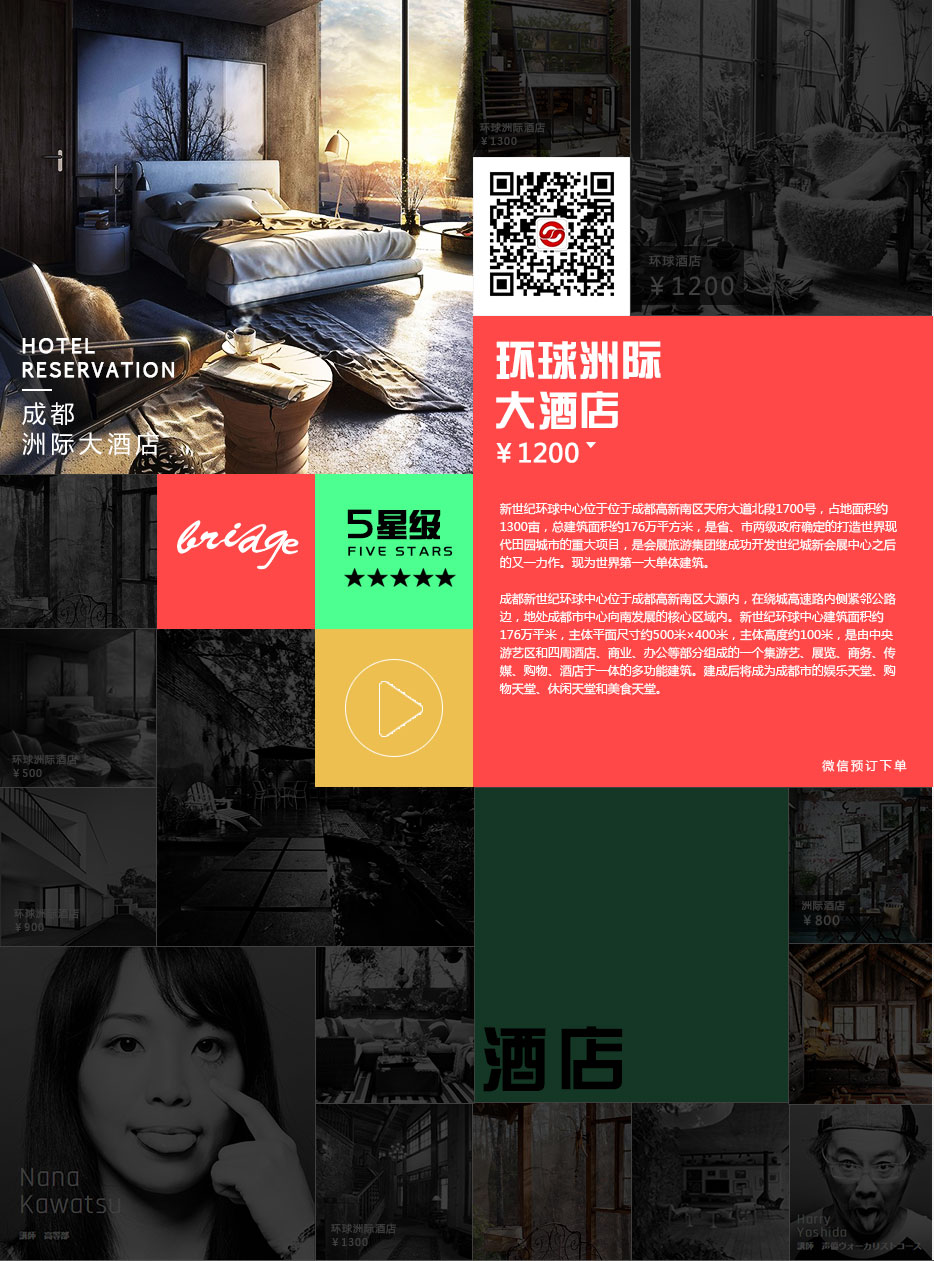 环球洲际酒店
¥1300
环球酒店
¥1200
HOTEL
RESERVATION
成都
洲际大酒店
环球洲际
大酒店
¥1200
bridge
5星级
FIVE STARS
新世纪环球中心位于位于成都高新南区天府大道北段1700号，占地面积约
1300亩，总建筑面积约176万平方米，是省、市两级政府确定的打造世界现
代田园城市的重大项目，是会展旅游集团继成功开发世纪城新会展中心之后
的又一力作。现为世界第一大单体建筑。
成都新世纪环球中心位于成都高新南区大源内，在绕城高速路内侧紧邻公路
边，地处成都市中心向南发展的核心区域内。新世纪环球中心建筑面积约
176万平米，主体平面尺寸约500米×400米，主体高度约100米，是由中央
游艺区和四周酒店、商业、办公等部分组成的一个集游艺、展览、商务、传
媒、购物、酒店于一体的多功能建筑。建成后将成为成都市的娱乐天堂、购
物天堂、休闲天堂和美食天堂。
微信预订下单
环球洲际酒店
¥500
环球洲际酒店
¥900
洲际酒店
¥800
酒店
Nana
Kawatsu
講師
环球洲际酒店
¥1300
Harry
Yoshida
講師 声優ヴォーカリストコース